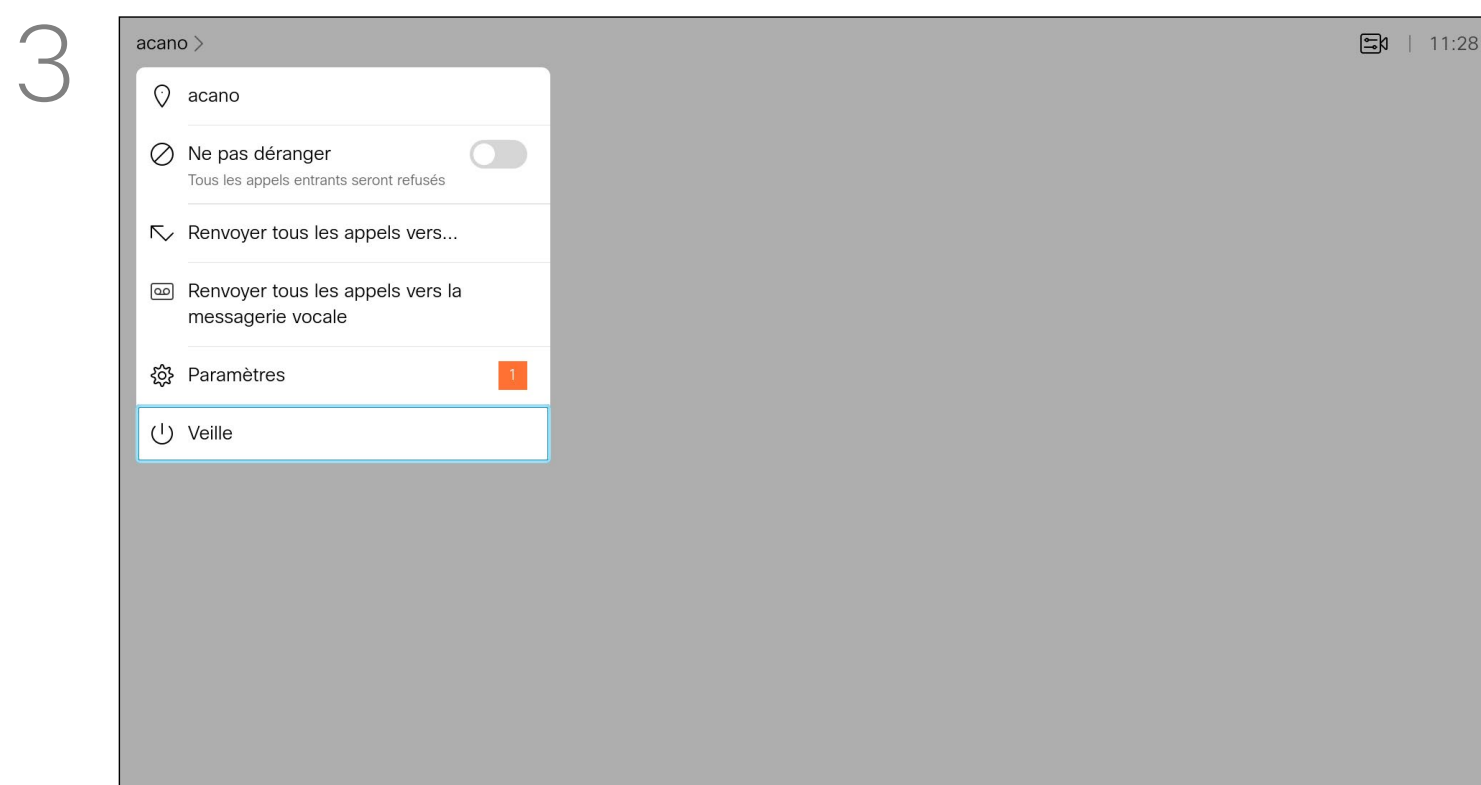 3
acano >
11:28
acano
Ne pas déranger
Tous les appels entrants seront refusés
Renvoyer tous les appels vers...
Renvoyer tous les appels vers la
messagerie vocale
Paramètres 1
Veille